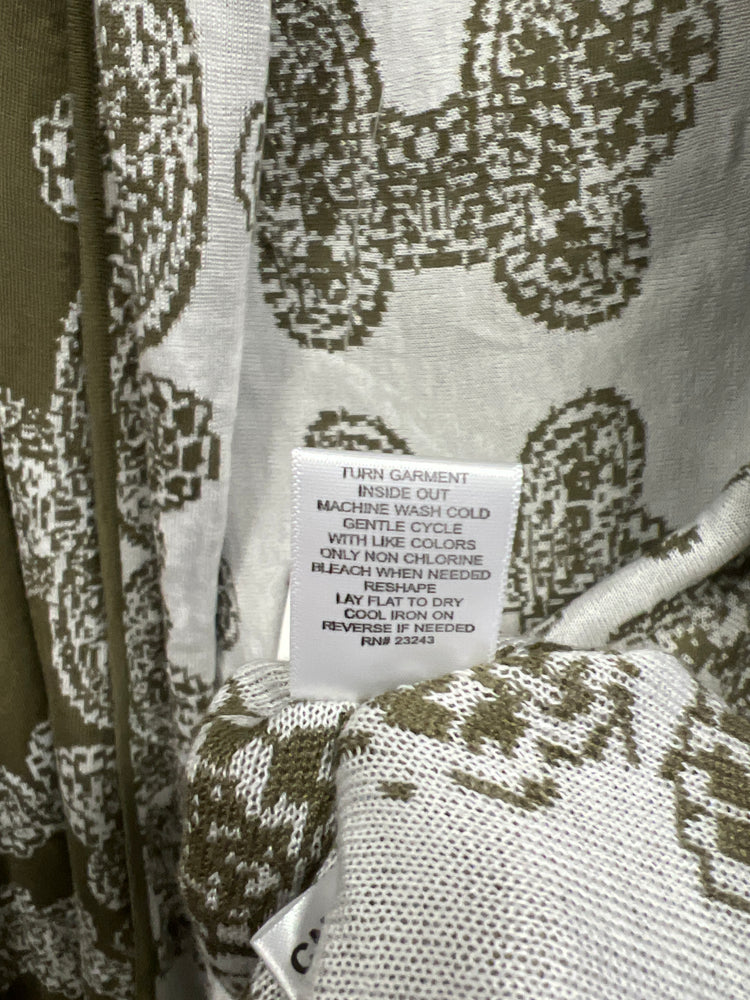 TURN GARMENT
INSIDE OUT
MACHINE WASH COLD
GENTLE CYCLE
WITH LIKE COLORS
ONLY NON CHLORINE
BLEACH WHEN NEEDED
RESHAPE
LAY FLAT TO DRY
COOL IRON ON
REVERSE IF NEEDED
RN# 23243